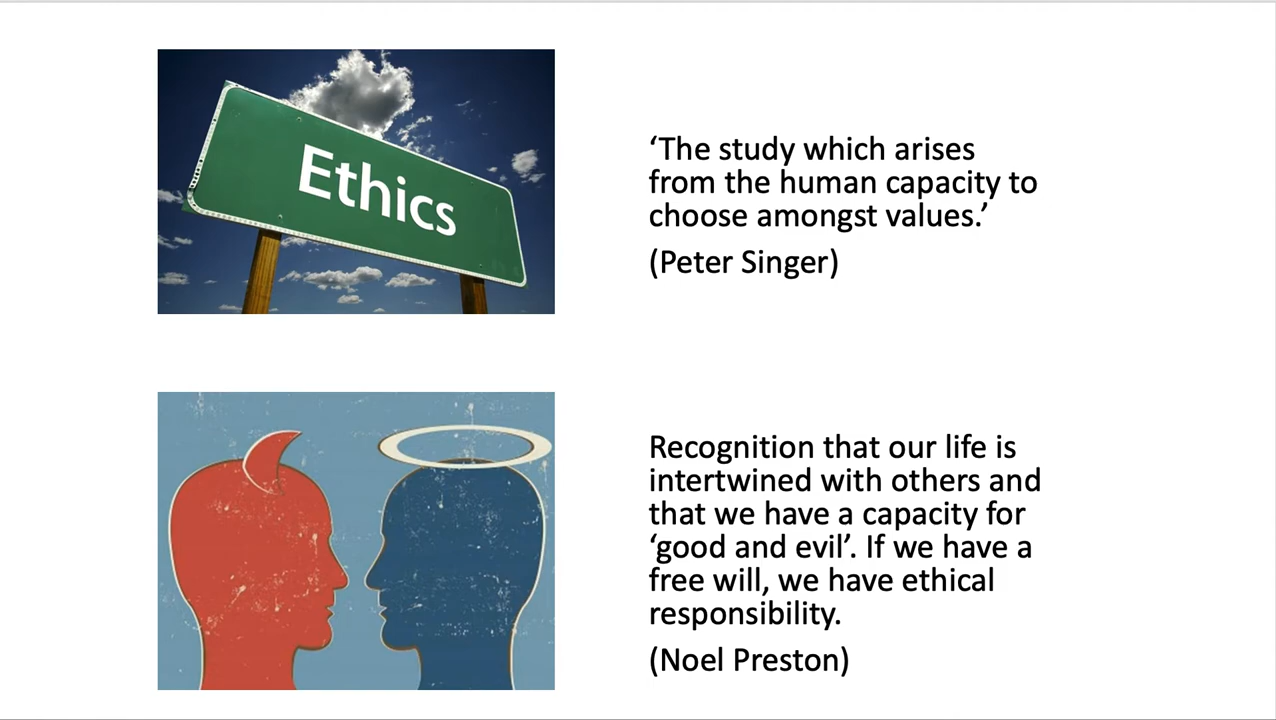 Ethics
‘The study which arises
from the human capacity to
choose amongst values.’
(Peter Singer)
Recognition that our life is
intertwined with others and
that we have a capacity for
‘good and evil’. If we have a
free will, we have ethical
responsibility.
(Noel Preston)